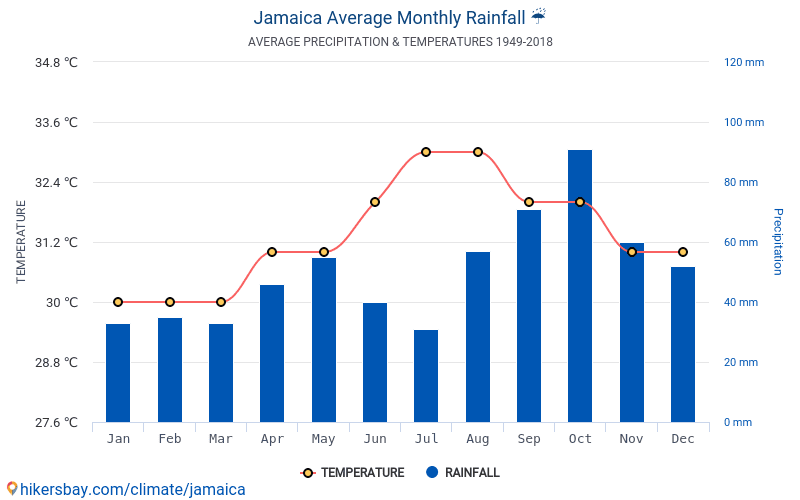 Jamaica Average Monthly Rainfall ☔
AVERAGE PRECIPITATION & TEMPERATURES 1949-2018
34.8 °C
33.6 °C
32.4 °C
31.2 °C
30 °C
28.8 °C
27.6 °C
TEMPERATURE
120 mm
100 mm
80 mm
60 mm
40 mm
20 mm
0 mm
Precipitation
Jan Feb Mar Apr May Jun Jul Aug Sep Oct Nov Dec
TEMPERATURE RAINFALL
hikersbay.com/climate/jamaica